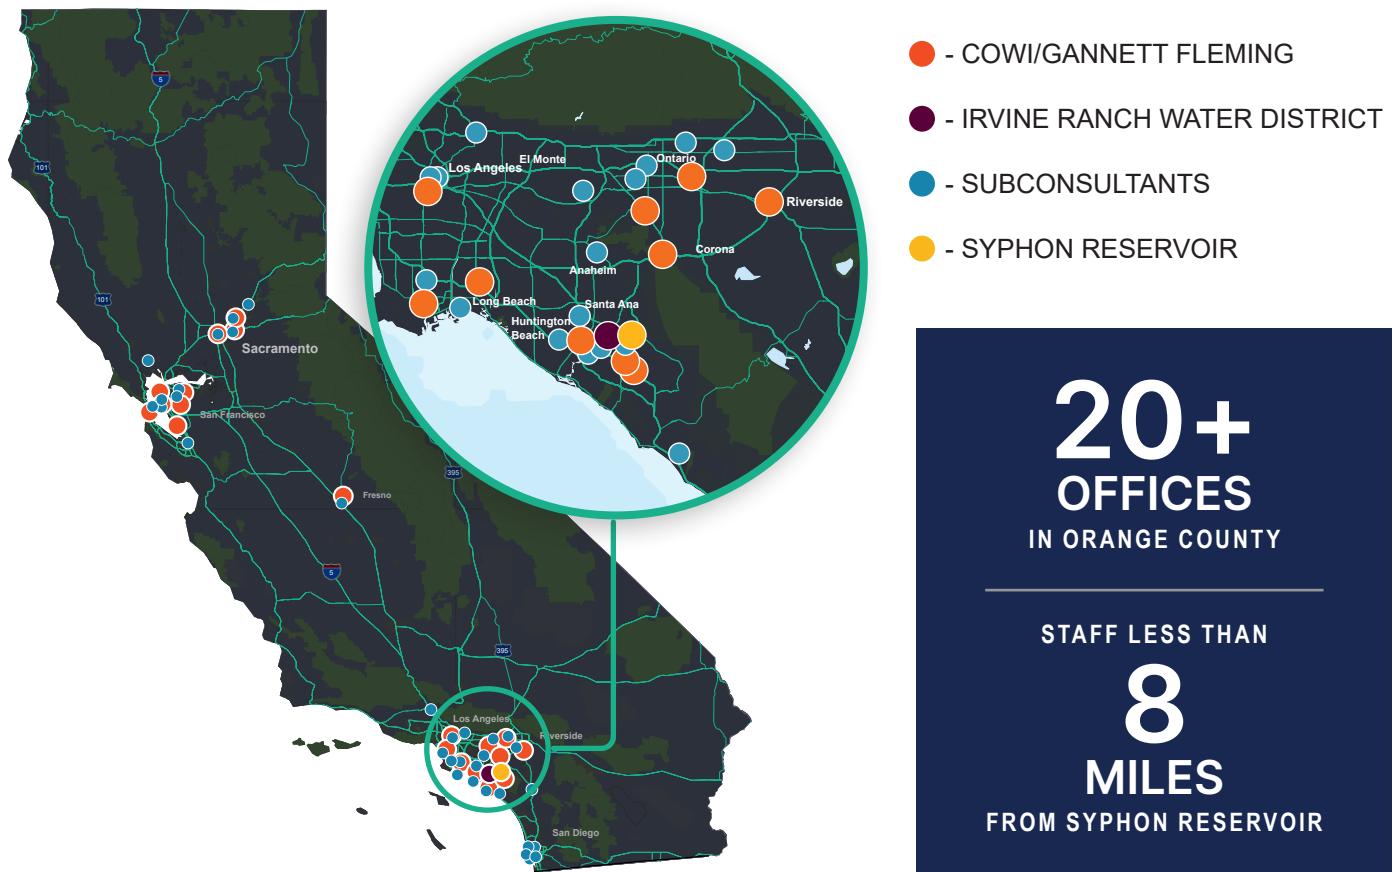 5
101
101
Sacramento
San Francisco
Fresno
395
5
395
Los Angeles
Riverside
San Diego
Los Angeles
El Monte
Ontario
Riverside
Corona
Anaheim
Long Beach
Santa Ana
Huntington
Beach
- COWI/GANNETT FLEMING
- IRVINE RANCH WATER DISTRICT
- SUBCONSULTANTS
- SYPHON RESERVOIR
20+
OFFICES
IN ORANGE COUNTY
STAFF LESS THAN
8
MILES
FROM SYPHON RESERVOIR